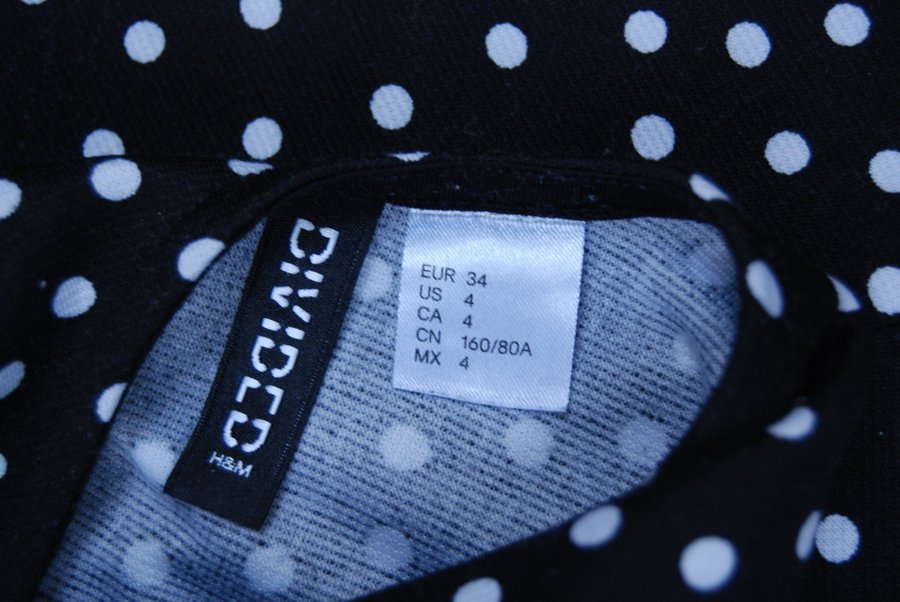 DIVIDED
H&M
EUR 34
US 4
CA 4
CN 160/80A
MX 4